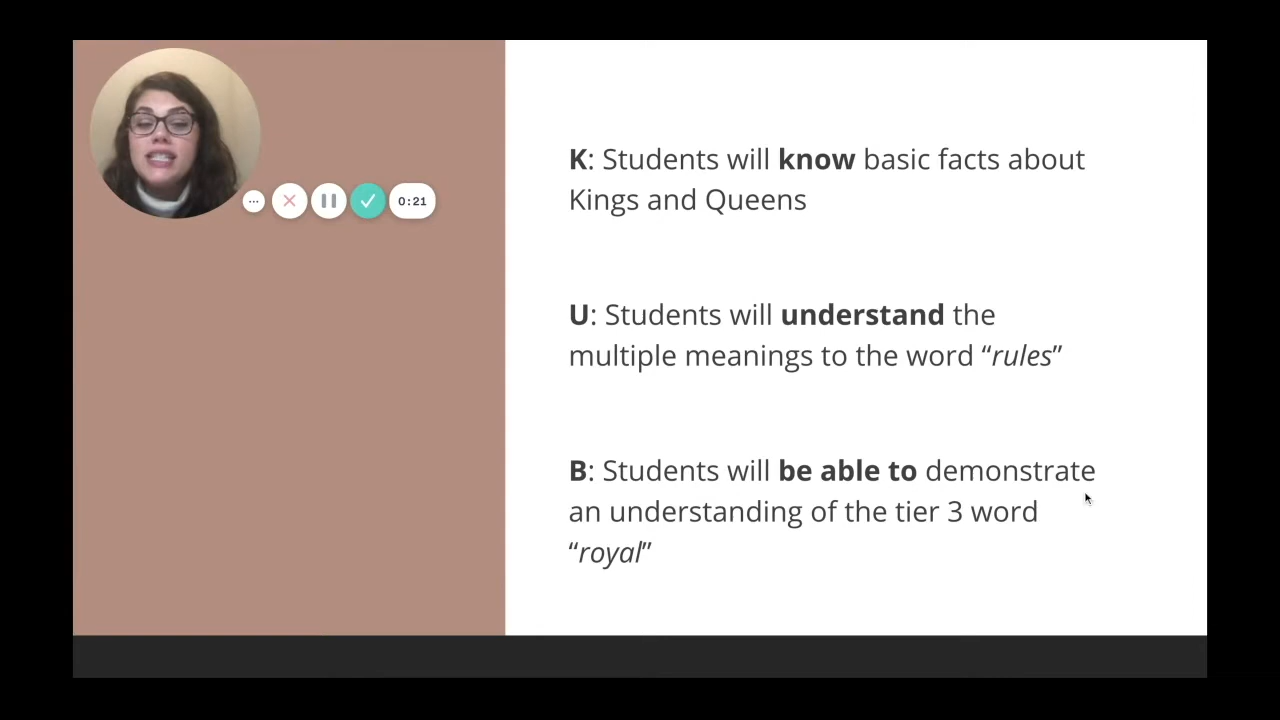 0:21
K: Students will know basic facts about
Kings and Queens
U: Students will understand the
multiple meanings to the word “rules”
B: Students will be able to demonstrate
an understanding of the tier 3 word
“royal”